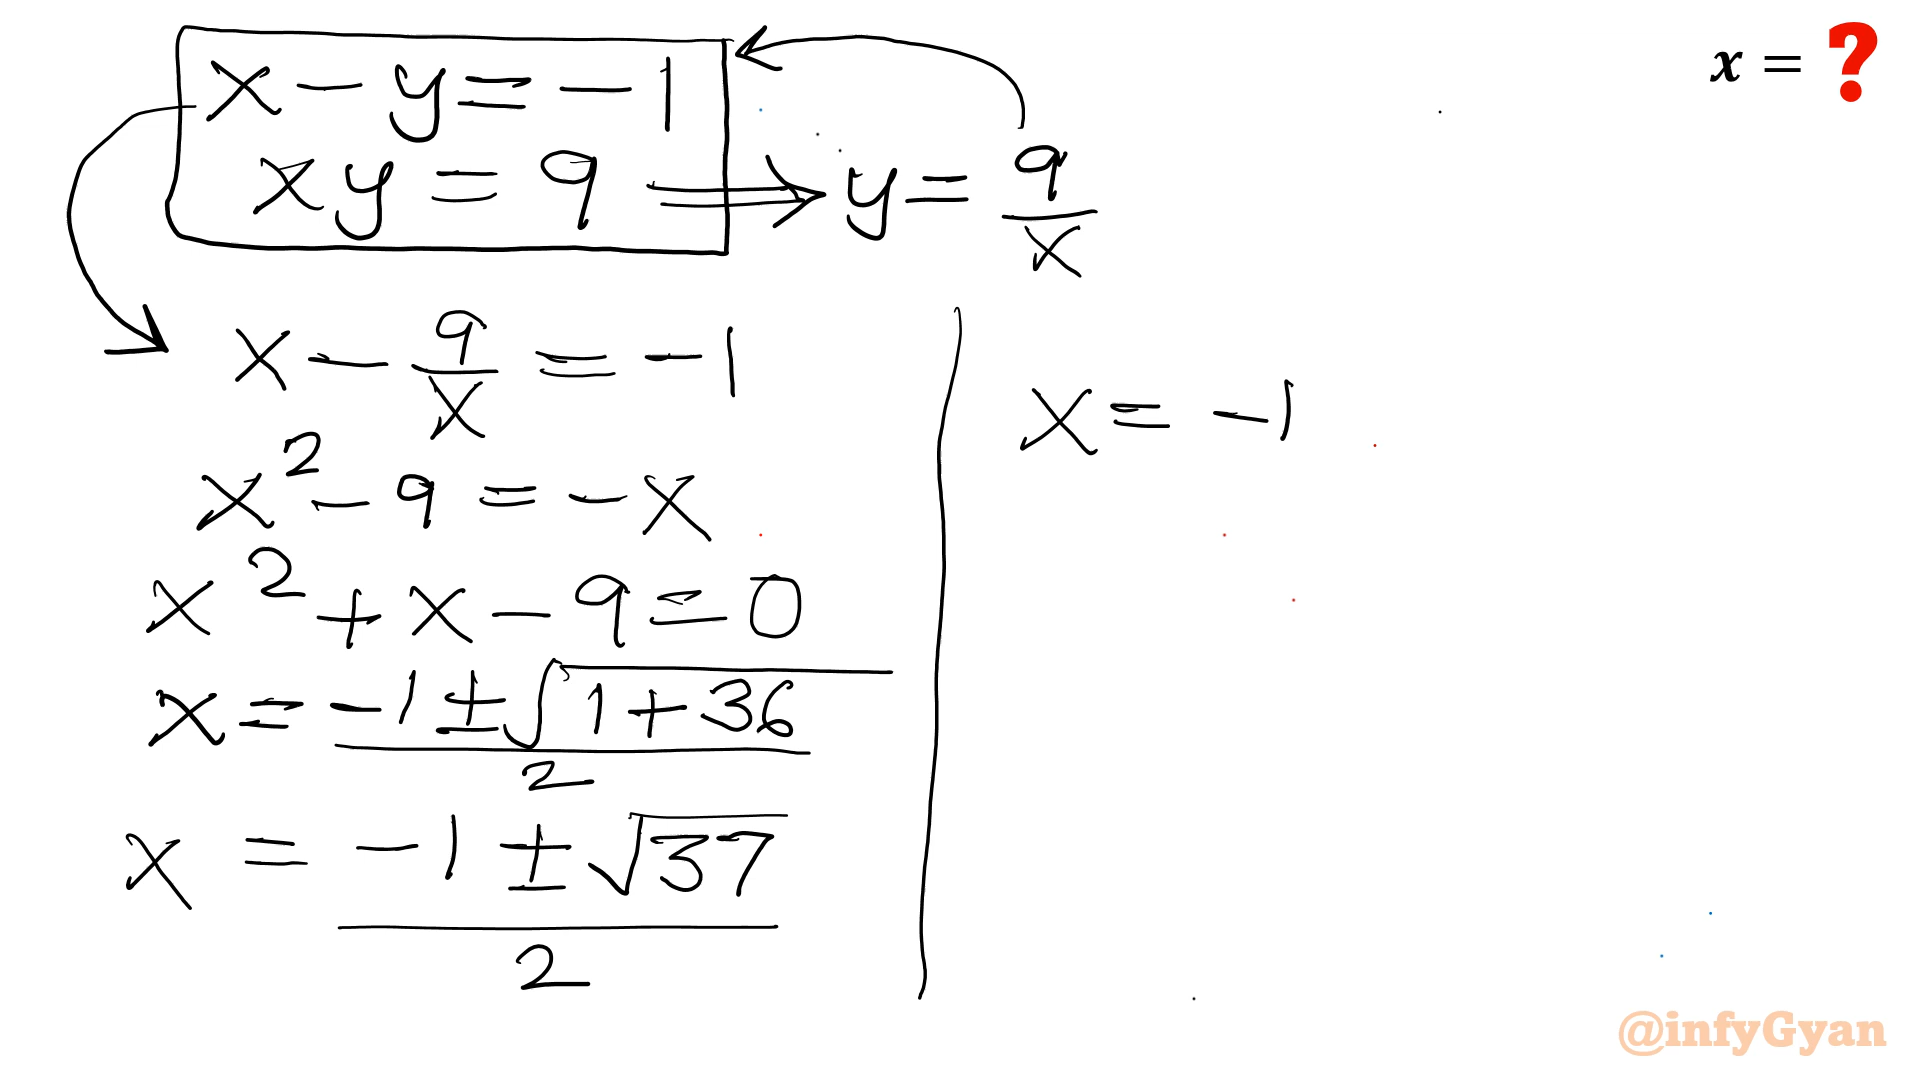 x = ?
x - y = -1
xy = 9 ⟹ y = 9/x
x - 9/x = -1
x² - 9 = -x
x² + x - 9 = 0
x = (-1 ± √(1 + 36))/2
x = (-1 ± √37)/2
x = -1
@infyGyan